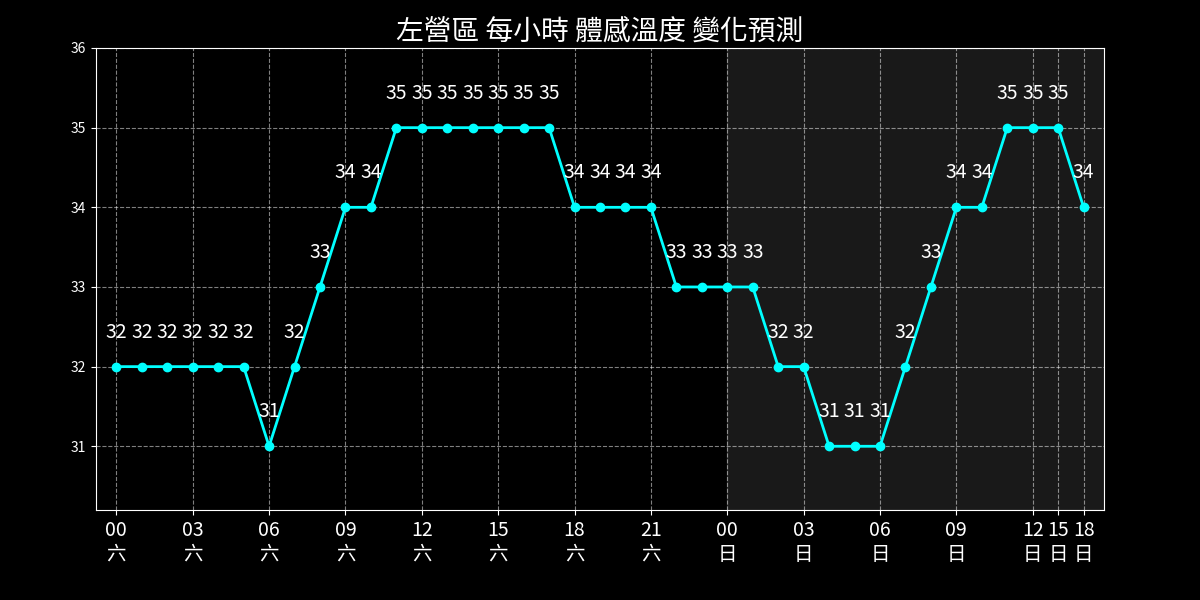 左營區 每小時 體感溫度 變化預測
36
35 35 35 35 35 35 35 35 35 35
35
34 34 34 34 34 34 34 34 34
34
33 33 33 33 33 33
33
32 32 32 32 32 32 32 32 32 32
32
31 31 31 31
31
00 03 06 09 12 15 18 21 00 03 06 09 12 15 18
六 六 六 六 六 六 六 六 日 日 日 日 日 日 日